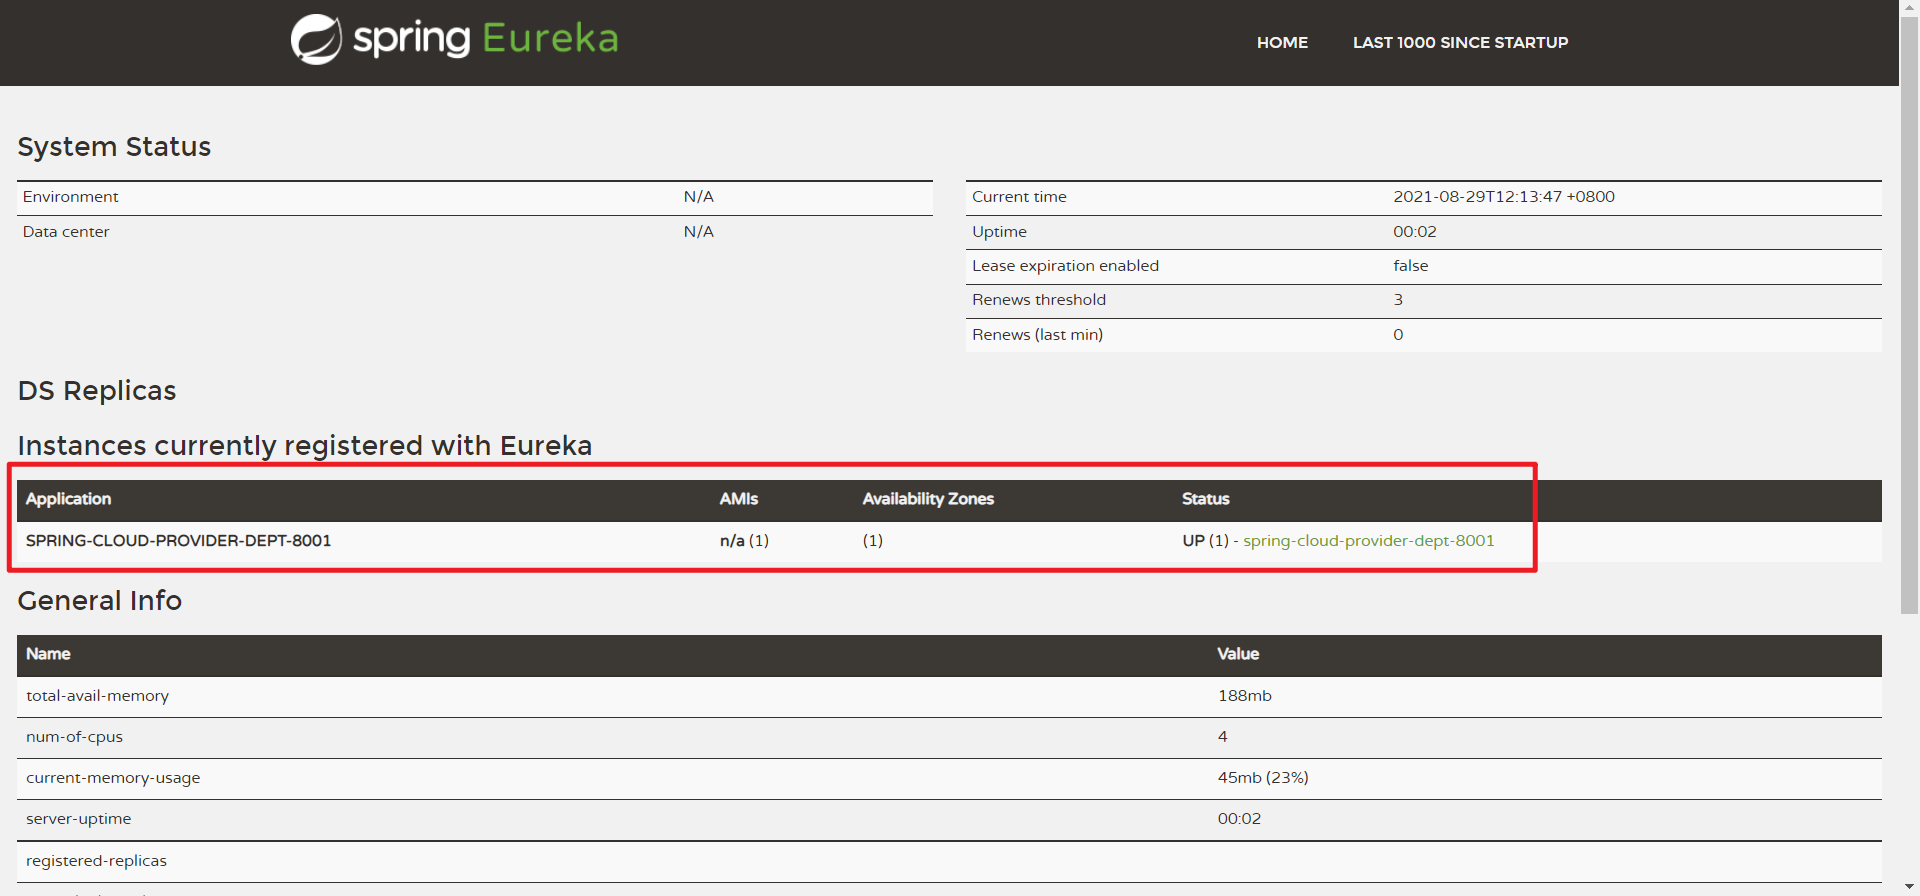 spring Eureka
HOME LAST 1000 SINCE STARTUP
System Status
Environment N/A
Data center N/A
Current time 2021-08-29T12:13:47 +0800
Uptime 00:02
Lease expiration enabled false
Renews threshold 3
Renews (last min) 0
DS Replicas
Instances currently registered with Eureka
Application AMIs Availability Zones Status
SPRING-CLOUD-PROVIDER-DEPT-8001 n/a (1) (1) UP (1) - spring-cloud-provider-dept-8001
General Info
Name Value
total-avail-memory 188mb
num-of-cpus 4
current-memory-usage 45mb (23%)
server-uptime 00:02
registered-replicas